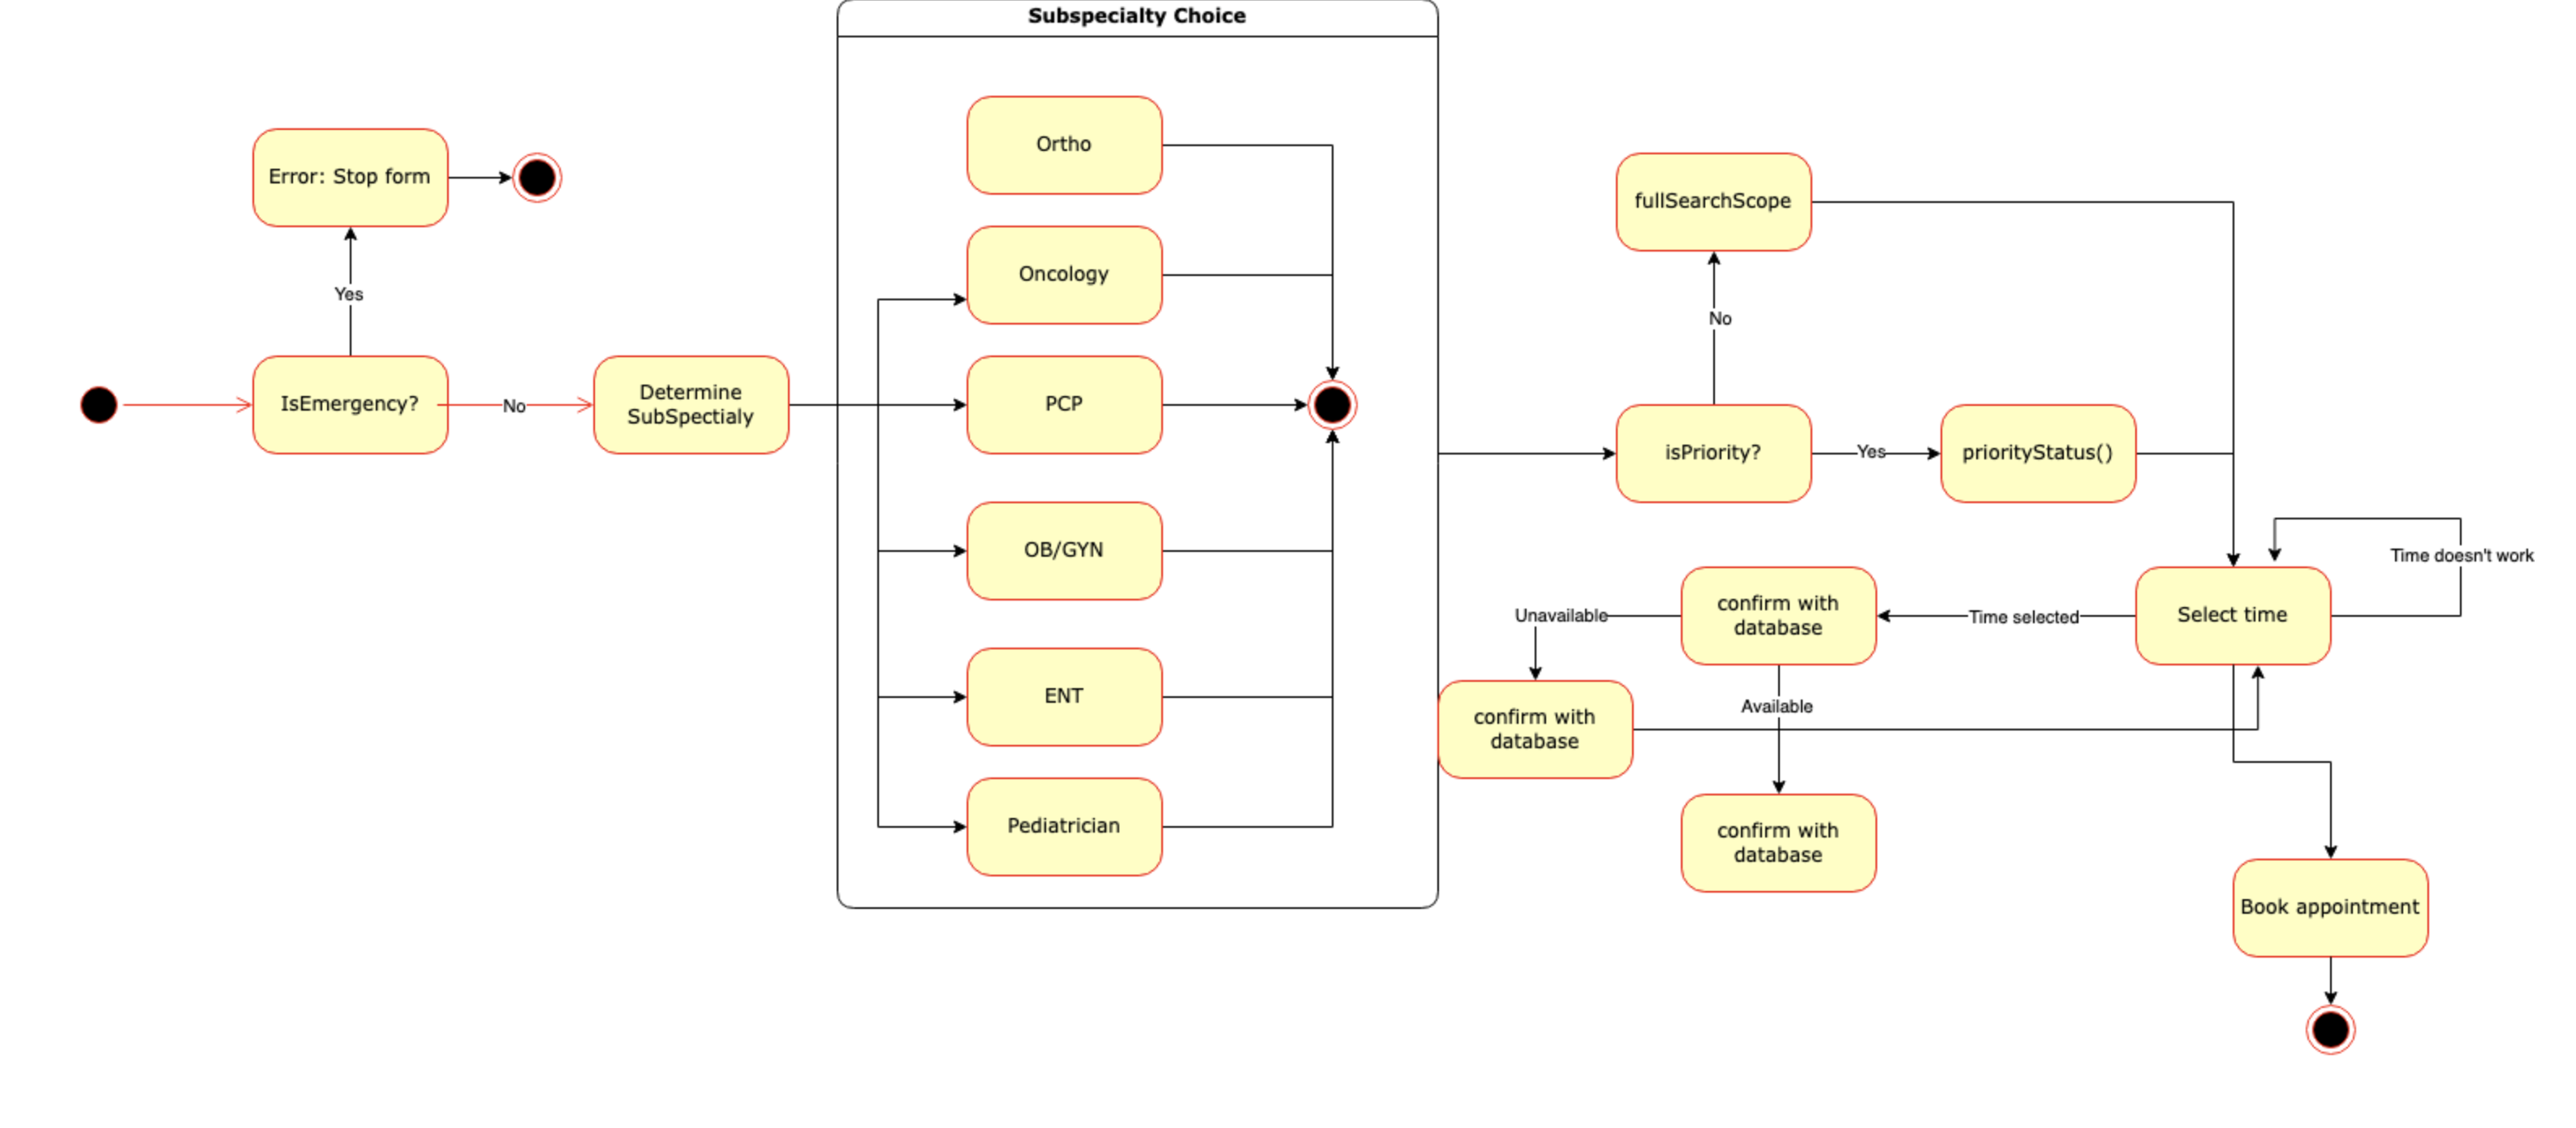 Subspecialty Choice
Error: Stop form
Yes
IsEmergency?
No
Determine
SubSpectialy
Ortho
Oncology
PCP
OB/GYN
ENT
Pediatrician
fullSearchScope
No
isPriority?
Yes
priorityStatus()
Time doesn't work
Select time
Time selected
confirm with
database
Unavailable
confirm with
database
Available
confirm with
database
Book appointment